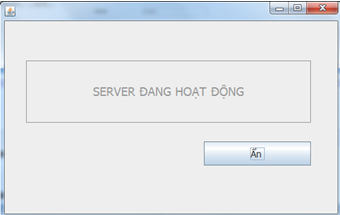 SERVER ĐANG HOẠT ĐỘNG
Ẩn